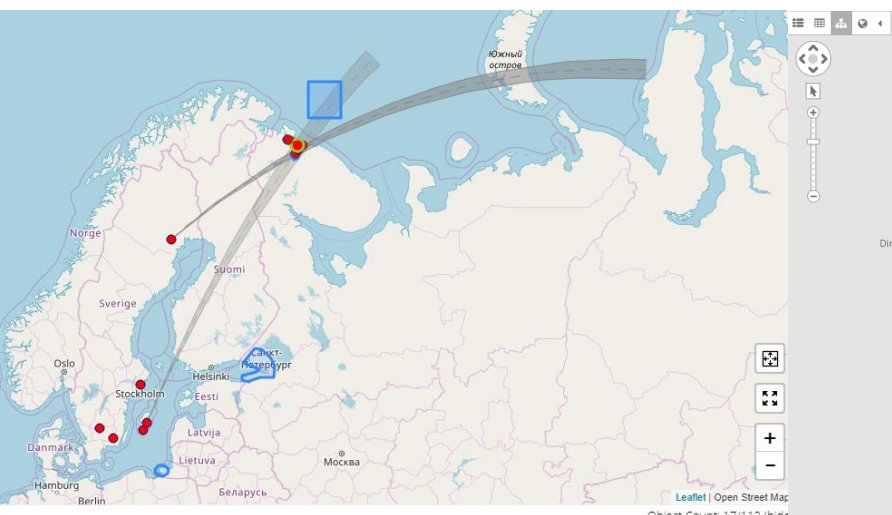 Южный
остров
Norge
Suomi
Sverige
Oslo
Санкт-
Петербург
Helsinki
Stockholm
Eesti
Latvija
Danmark
Lietuva
Москва
Hamburg
Berlin
Беларусь
Leaflet | Open Street Map
Dir